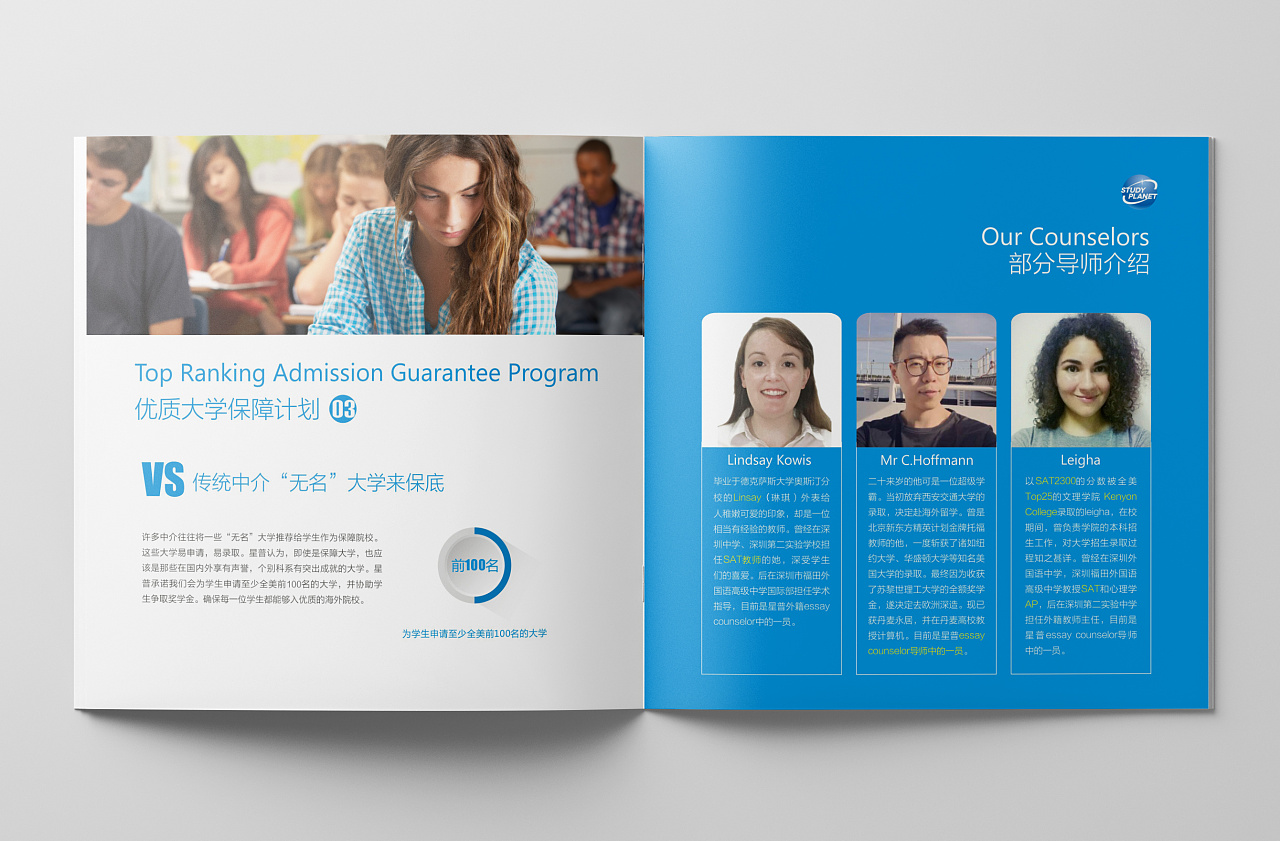 Top Ranking Admission Guarantee Program
优质大学保障计划 03
VS 传统中介“无名”大学来保底
许多中介往往将一些“无名”大学推荐给学生作为保障院校。
这些大学易申请，易录取。星普认为，即使是保障大学，也应
该是那些在国内外享有声誉，个别科系有突出成就的大学。星
普承诺我们会为学生申请至少全美前100名的大学，并协助学
生争取奖学金。确保每一位学生都能够入优质的海外院校。
前100名
为学生申请至少全美前100名的大学
STUDY
PLANET
Our Counselors
部分导师介绍
Lindsay Kowis
毕业于德克萨斯大学奥斯汀分
校的Linsay（琳琪）外表给
人稚嫩可爱的印象，却是一位
相当有经验的教师。曾经在深
圳中学、深圳第二实验学校担
任SAT教师的她，深受学生
们的喜爱。后在深圳市福田外
国语高级中学国际部担任学术
指导，目前是星普外籍essay
counselor中的一员。
Mr C.Hoffmann
二十来岁的他可是一位超级学
霸。当初放弃西安交通大学的
录取，决定赴海外留学。曾是
北京新东方精英计划金牌托福
教师的他，一度斩获了诸如纽
约大学、华盛顿大学等知名美
国大学的录取。最终因为收获
了苏黎世理工大学的全额奖学
金，遂决定去欧洲深造。现已
获丹麦永居，并在丹麦高校教
授计算机。目前是星普essay
counselor导师中的一员。
Leigha
以SAT2300的分数被全美
Top25的文理学院 Kenyon
College录取的leigha，在校
期间，曾负责学院的本科招
生工作，对大学招生录取过
程知之甚详。曾经在深圳外
国语中学，深圳福田外国语
高级中学教授SAT和心理学
AP，后在深圳第二实验中学
担任外籍教师主任，目前是
星普essay counselor导师
中的一员。